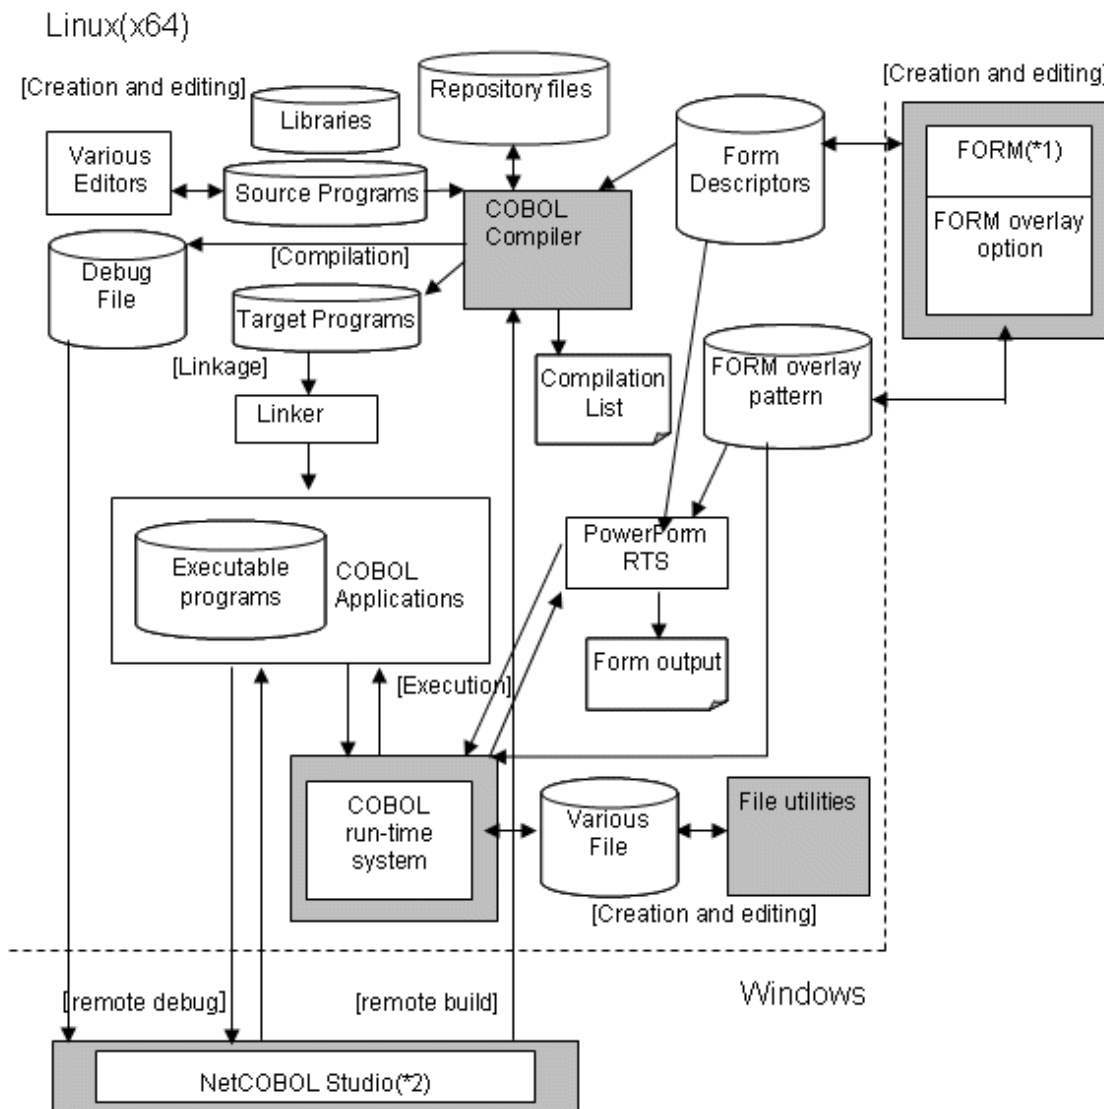 Linux(x64)
[Creation and editing]
Libraries
Repository files
[Creation and editing]
Various
Editors
Source Programs
COBOL
Compiler
Form
Descriptors
FORM(*1)
FORM overlay
option
Debug
File
[Compilation]
Target Programs
[Linkage]
Linker
Compilation
List
FORM overlay
pattern
Executable
programs
COBOL
Applications
PowerPorm
RTS
Form output
[Execution]
COBOL
run-time
system
Various
File
File utilities
[Creation and editing]
[remote debug]
[remote build]
Windows
NetCOBOL Studio(*2)